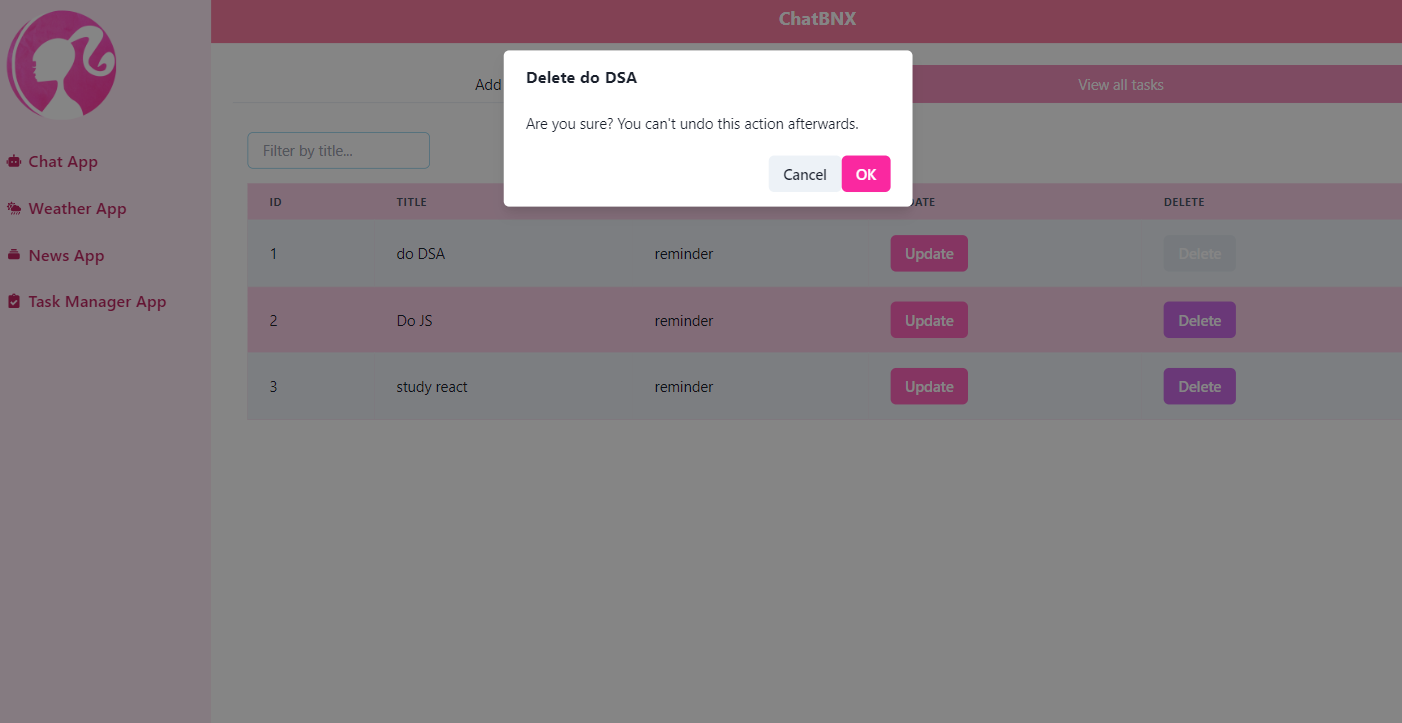 ChatBNX
Chat App
Weather App
News App
Task Manager App
Add
View all tasks
Delete do DSA
Are you sure? You can't undo this action afterwards.
Cancel OK
Filter by title...
ID TITLE DELETE
1 do DSA reminder Update Delete
2 Do JS reminder Update Delete
3 study react reminder Update Delete